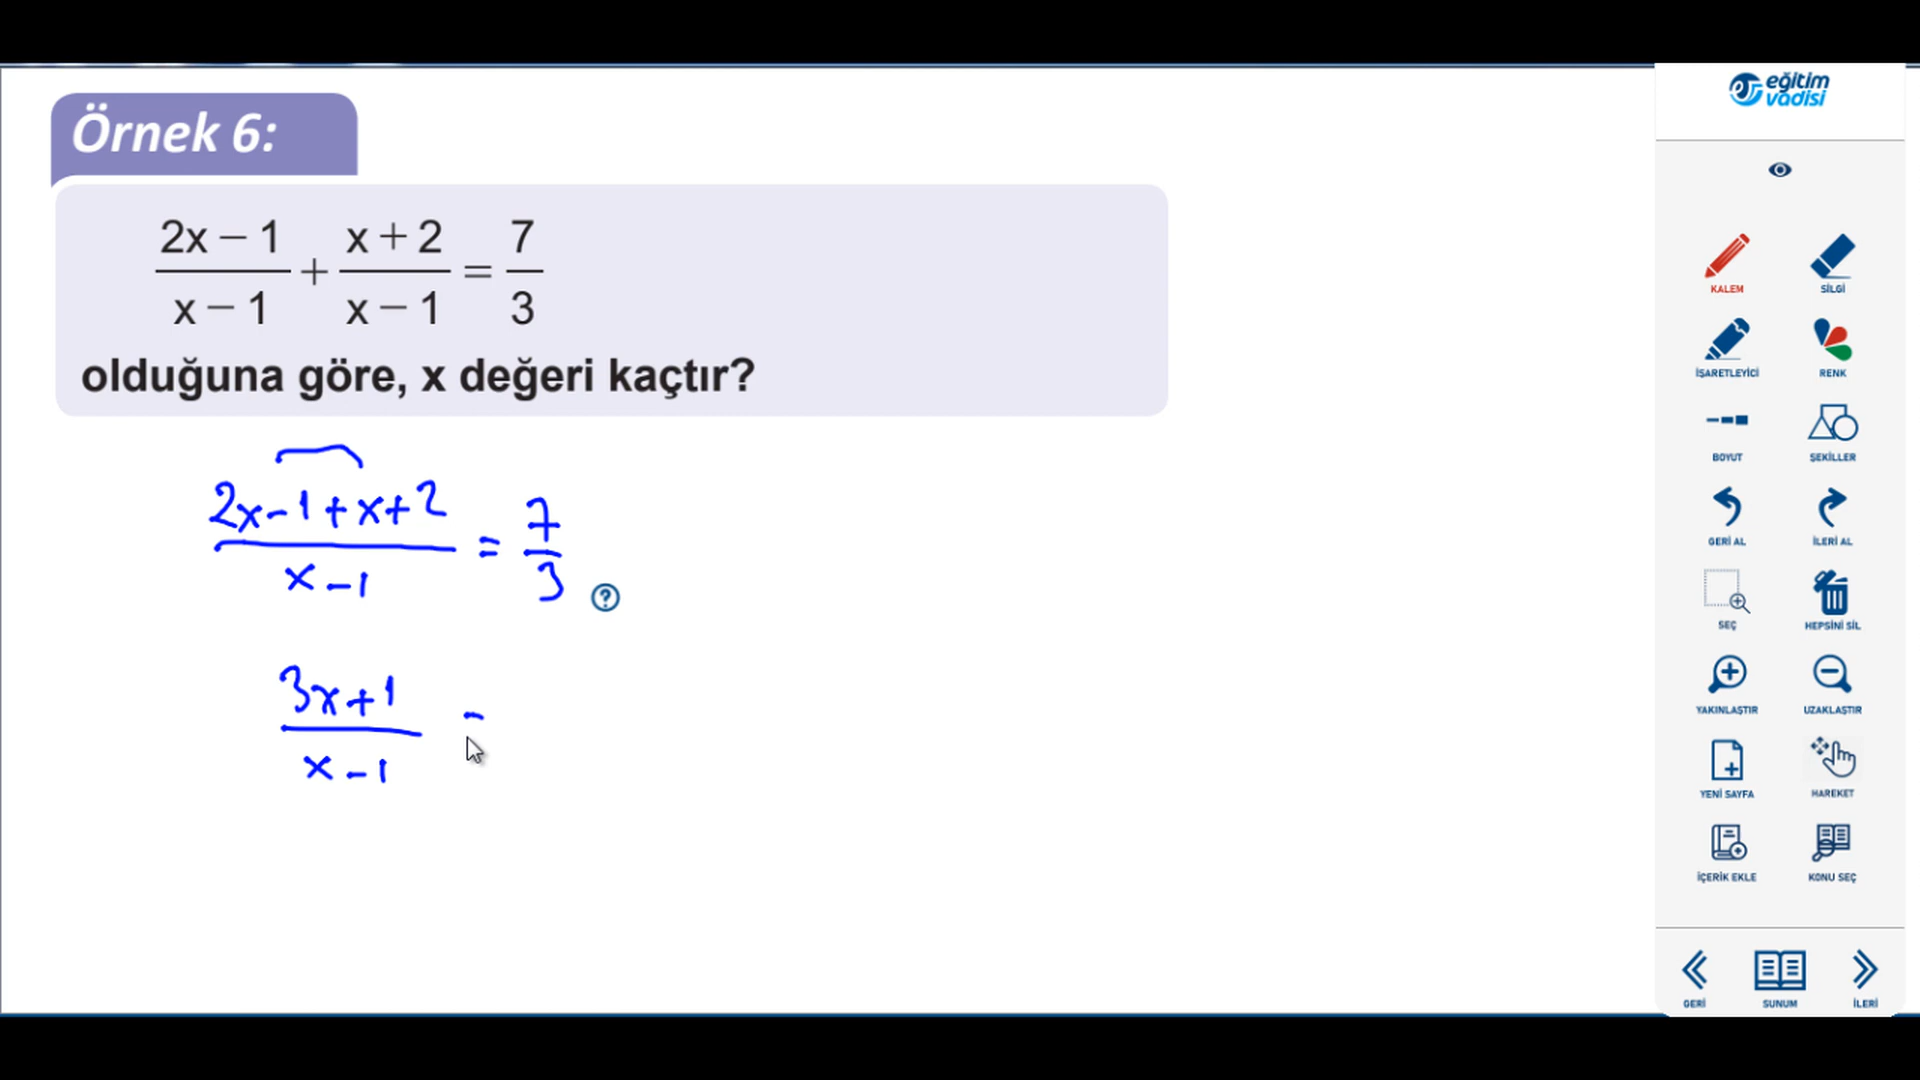 Örnek 6:
2x − 1 / x − 1 + x + 2 / x − 1 = 7 / 3
olduğuna göre, x değeri kaçtır?
2x-1+x+2 / x-1 = 7 / 3
?
3x+1 / x-1 -
eğitim
vadisi
KALEM SİLGİ
İŞARETLEYİCİ RENK
BOYUT ŞEKİLLER
GERİ AL İLERİ AL
SEÇ HEPSİNİ SİL
YAKINLAŞTIR UZAKLAŞTIR
YENİ SAYFA HAREKET
İÇERİK EKLE KONU SEÇ
GERİ SUNUM İLERİ